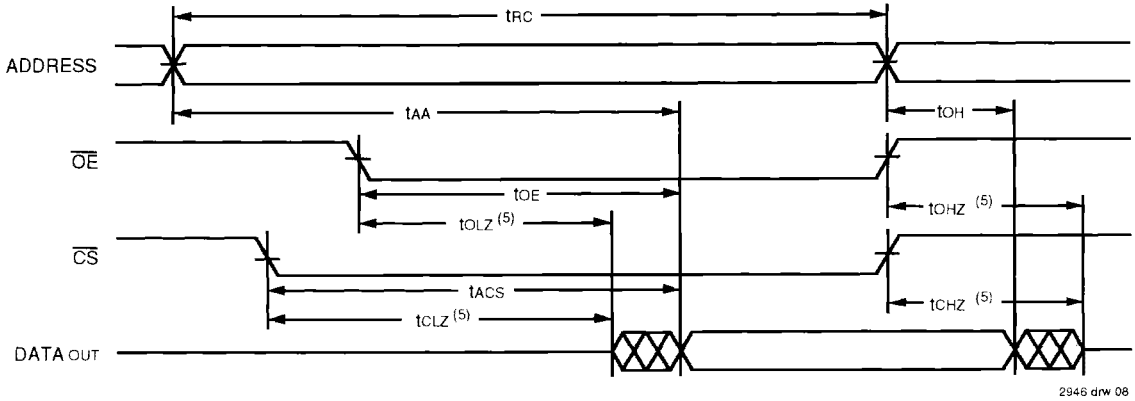 tRC
ADDRESS
tAA
tOH
OE
tOE
tOHZ (5)
tOLZ (5)
CS
tACS
tCHZ (5)
tCLZ (5)
DATA OUT
2946 drw 08